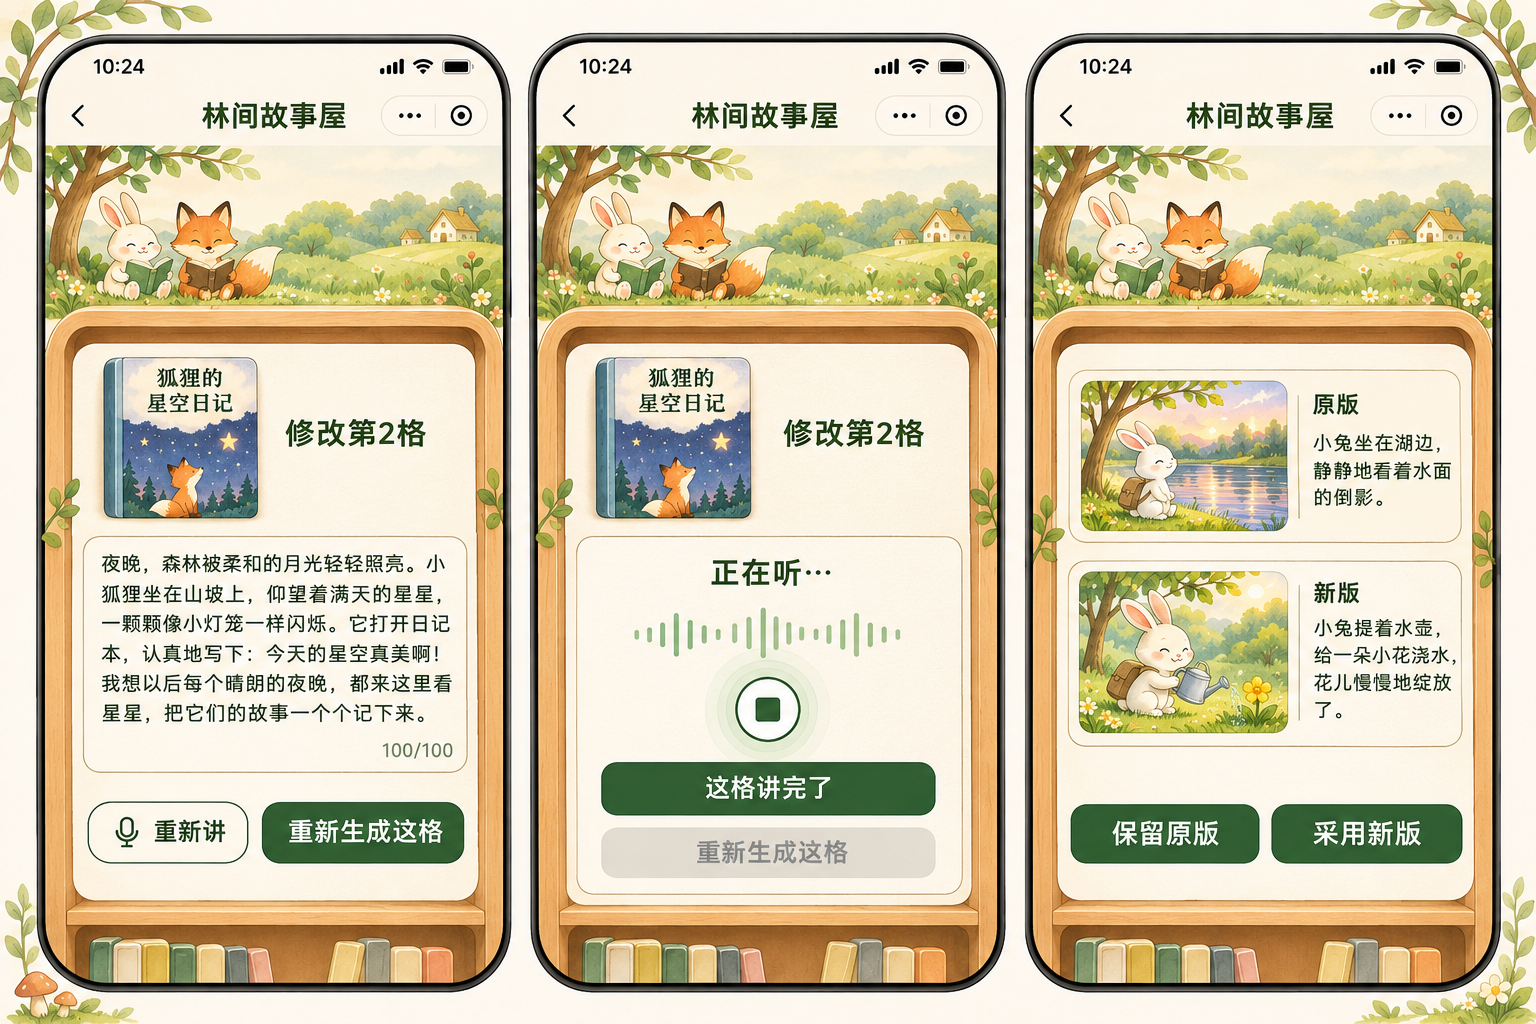 10:24
林间故事屋
狐狸的
星空日记
修改第2格
夜晚，森林被柔和的月光轻轻照亮。小
狐狸坐在山坡上，仰望着满天的星星，
一颗颗像小灯笼一样闪烁。它打开日记
本，认真地写下：今天的星空真美啊！
我想以后每个晴朗的夜晚，都来这里看
星星，把它们的故事一个个记下来。
100/100
重新讲
重新生成这格
10:24
林间故事屋
狐狸的
星空日记
修改第2格
正在听···
这格讲完了
重新生成这格
10:24
林间故事屋
原版
小兔坐在湖边，
静静地看着水面
的倒影。
新版
小兔提着水壶，
给一朵小花浇水，
花儿慢慢地绽放
了。
保留原版
采用新版